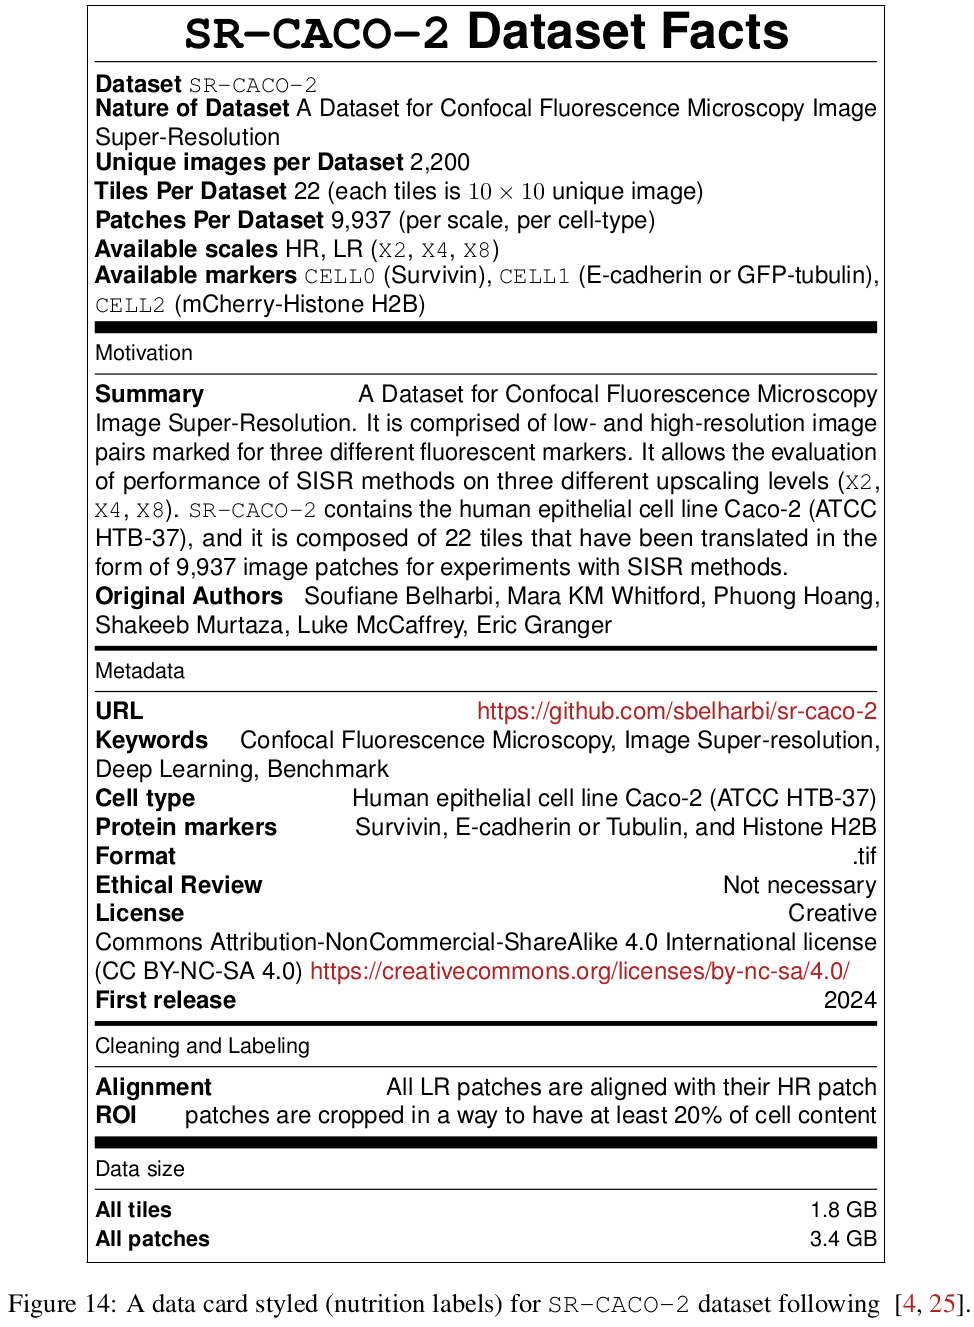 SR-CACO-2 Dataset Facts
Dataset SR-CACO-2
Nature of Dataset A Dataset for Confocal Fluorescence Microscopy Image
Super-Resolution
Unique images per Dataset 2,200
Tiles Per Dataset 22 (each tiles is 10 × 10 unique image)
Patches Per Dataset 9,937 (per scale, per cell-type)
Available scales HR, LR (X2, X4, X8)
Available markers CELL0 (Survivin), CELL1 (E-cadherin or GFP-tubulin),
CELL2 (mCherry-Histone H2B)
Motivation
Summary A Dataset for Confocal Fluorescence Microscopy
Image Super-Resolution. It is comprised of low- and high-resolution image
pairs marked for three different fluorescent markers. It allows the evaluation
of performance of SISR methods on three different upscaling levels (X2,
X4, X8). SR-CACO-2 contains the human epithelial cell line Caco-2 (ATCC
HTB-37), and it is composed of 22 tiles that have been translated in the
form of 9,937 image patches for experiments with SISR methods.
Original Authors Soufiane Belharbi, Mara KM Whitford, Phuong Hoang,
Shakeeb Murtaza, Luke McCaffrey, Eric Granger
Metadata
URL https://github.com/sbelharbi/sr-caco-2
Keywords Confocal Fluorescence Microscopy, Image Super-resolution,
Deep Learning, Benchmark
Cell type Human epithelial cell line Caco-2 (ATCC HTB-37)
Protein markers Survivin, E-cadherin or Tubulin, and Histone H2B
Format .tif
Ethical Review Not necessary
License Creative
Commons Attribution-NonCommercial-ShareAlike 4.0 International license
(CC BY-NC-SA 4.0) https://creativecommons.org/licenses/by-nc-sa/4.0/
First release 2024
Cleaning and Labeling
Alignment All LR patches are aligned with their HR patch
ROI patches are cropped in a way to have at least 20% of cell content
Data size
All tiles 1.8 GB
All patches 3.4 GB
Figure 14: A data card styled (nutrition labels) for SR-CACO-2 dataset following [4, 25].